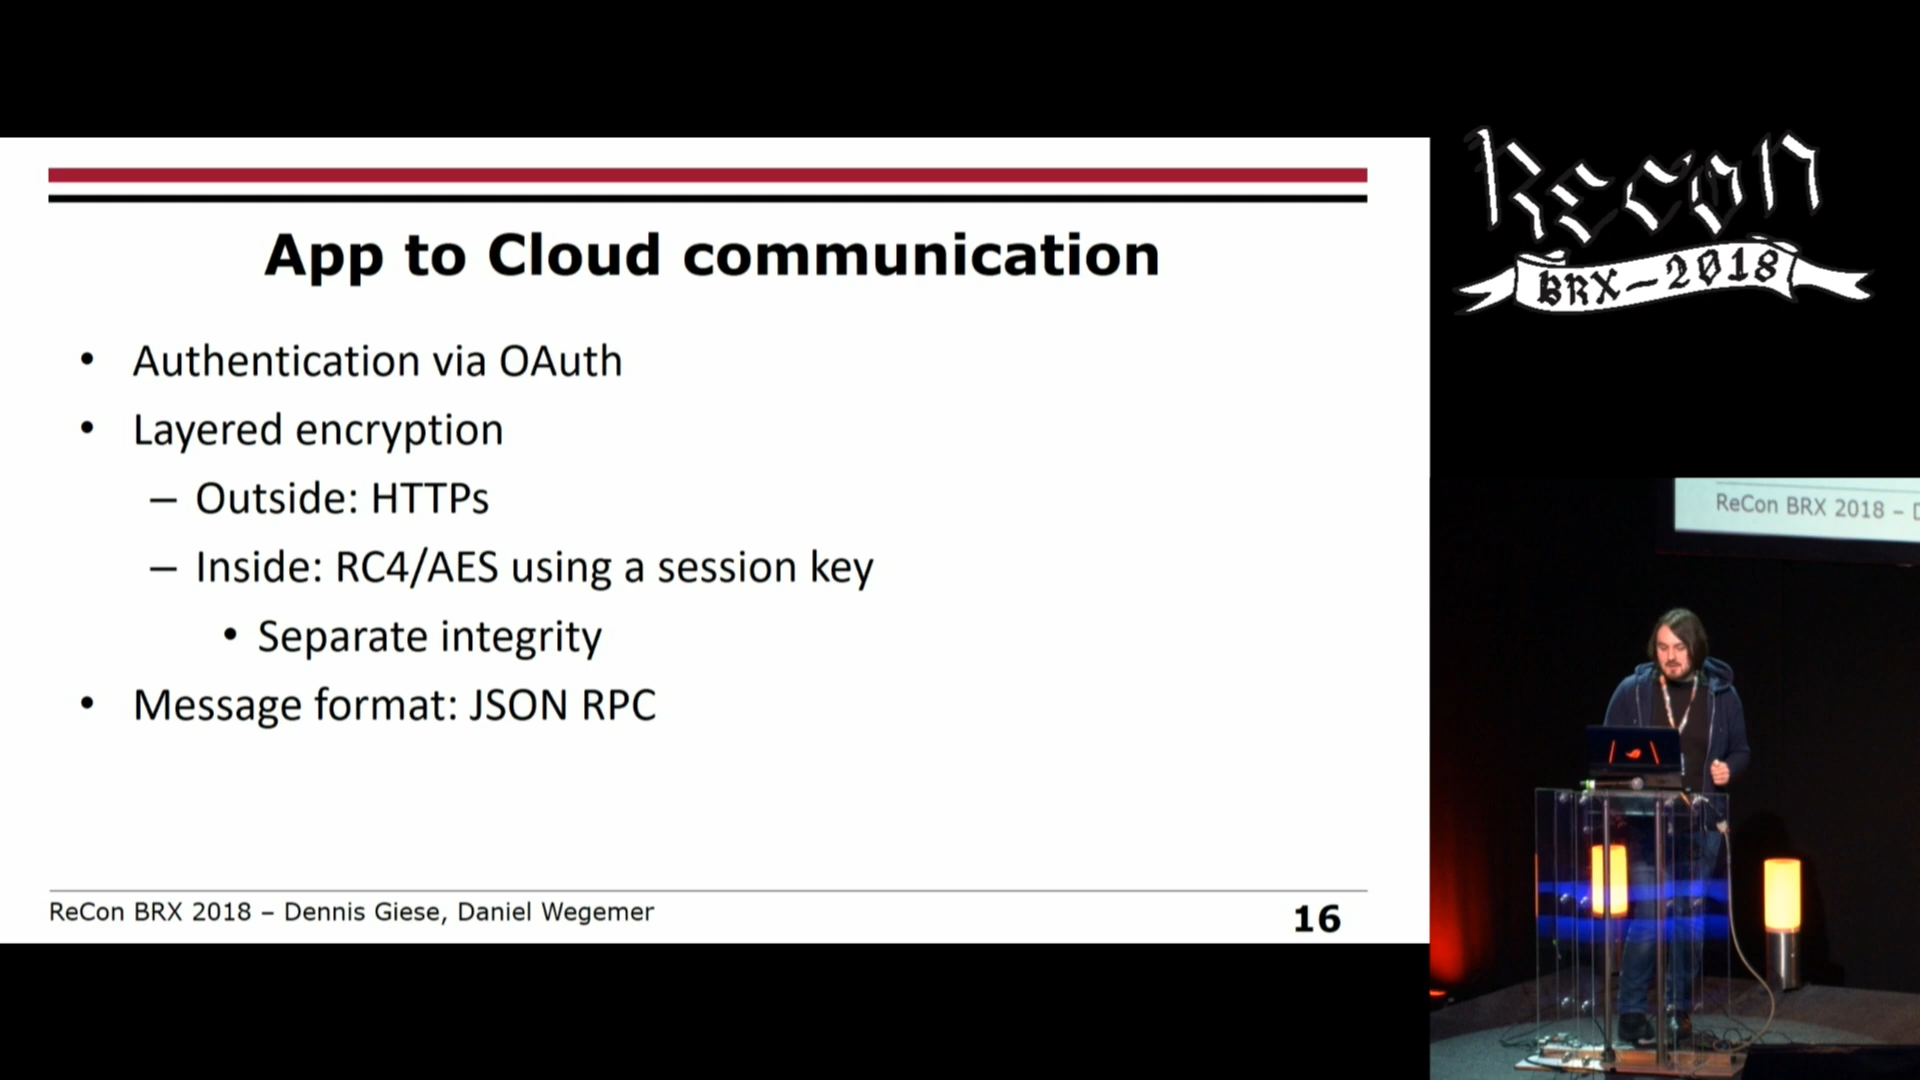 App to Cloud communication
• Authentication via OAuth
• Layered encryption
– Outside: HTTPs
– Inside: RC4/AES using a session key
• Separate integrity
• Message format: JSON RPC
ReCon BRX 2018 – Dennis Giese, Daniel Wegemer
16
Recon
BRX-2018
ReCon BRX 2018 – D